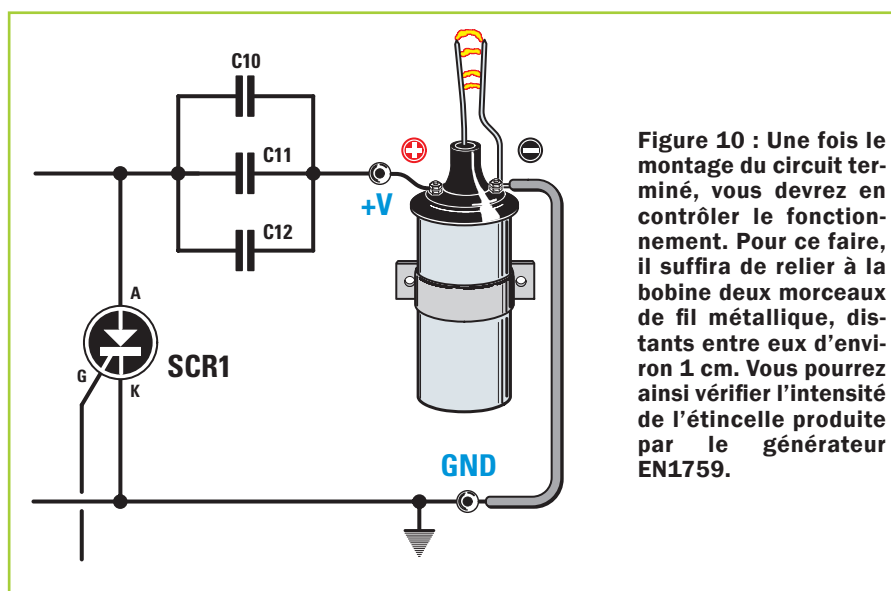 C10
C11
C12
+V
A
G
K
SCR1
GND
Figure 10 : Une fois le
montage du circuit ter-
miné, vous devrez en
contrôler le fonction-
nement. Pour ce faire,
il suffira de relier à la
bobine deux morceaux
de fil métallique, dis-
tants entre eux d'envi-
ron 1 cm. Vous pourrez
ainsi vérifier l'intensité
de l'étincelle produite
par le générateur
EN1759.